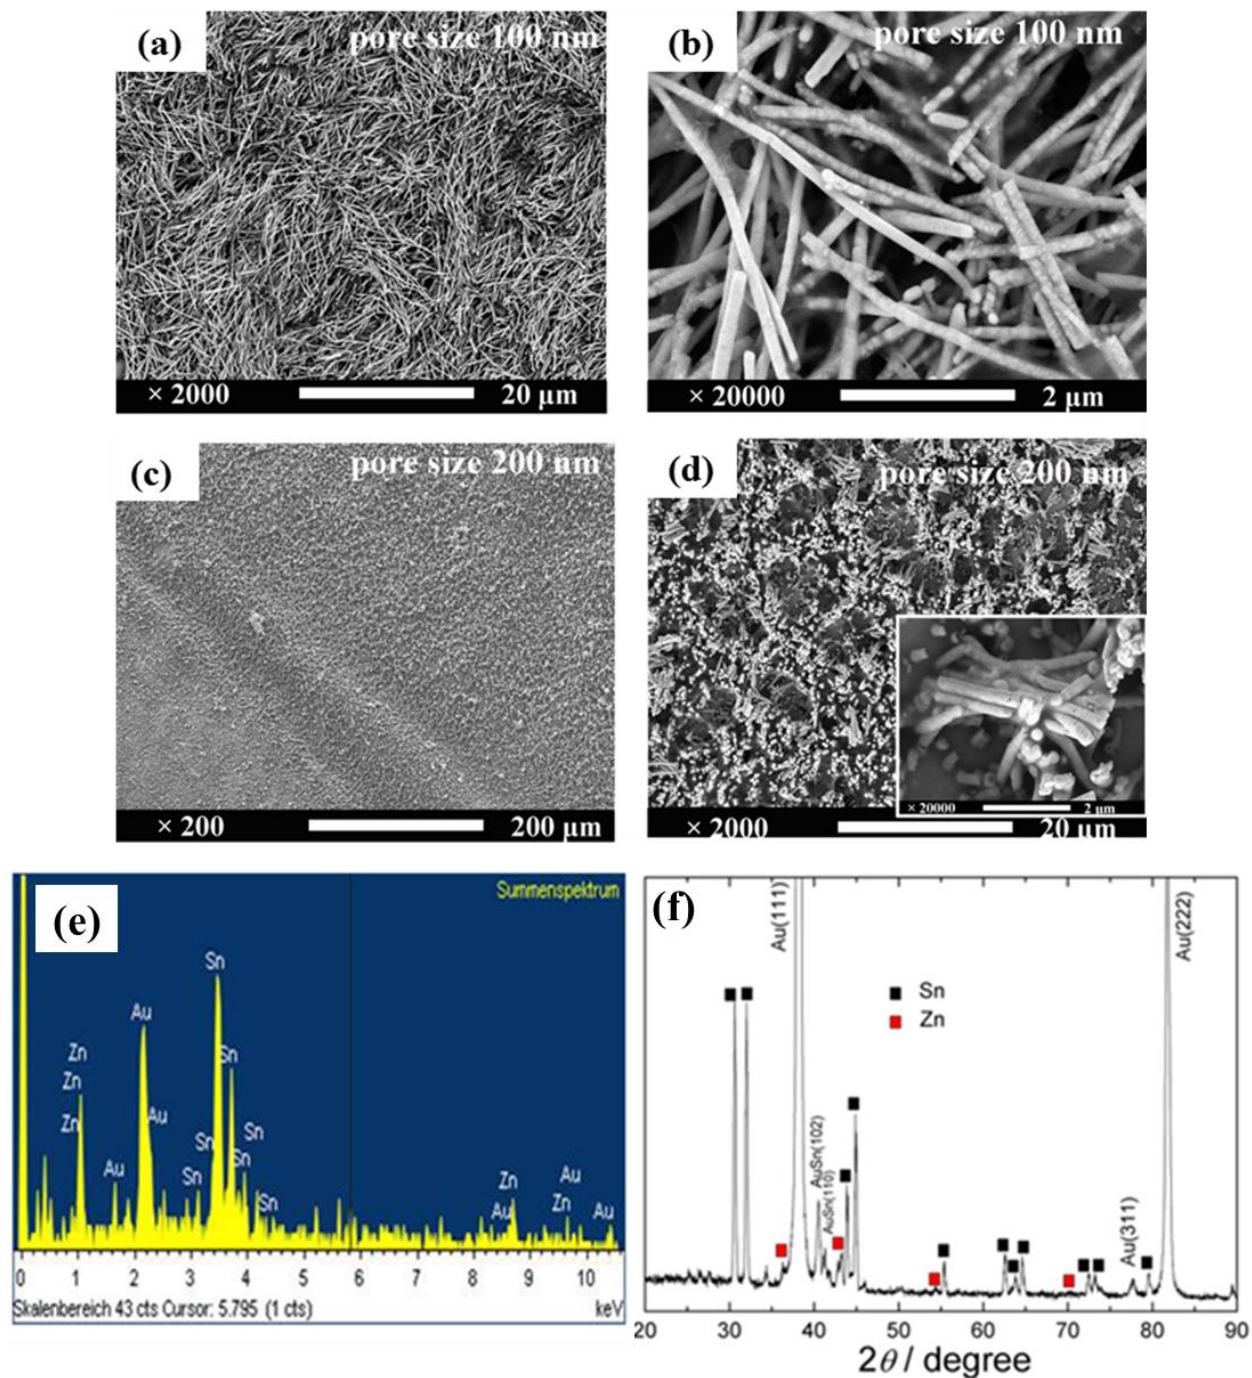 (a)
pore size 100 nm
× 2000 20 µm
(b)
pore size 100 nm
× 20000 2 µm
(c)
pore size 200 nm
× 200 200 µm
(d)
pore size 200 nm
× 20000 2 µm
× 2000 20 µm
(e)
Summenspektrum
Sn
Au
Zn
Sn
Zn
Zn
Au
Au
Sn
Sn
Sn
Sn
Sn
Zn
Au
Au
Zn
Au
0 1 2 3 4 5 6 7 8 9 10
Skalenbereich 43 cts Cursor: 5.795 (1 cts) keV
(f)
Au(111)
Au(222)
Sn
Zn
AuSn(102)
AuSn(110)
Au(311)
20 30 40 50 60 70 80 90
2θ / degree